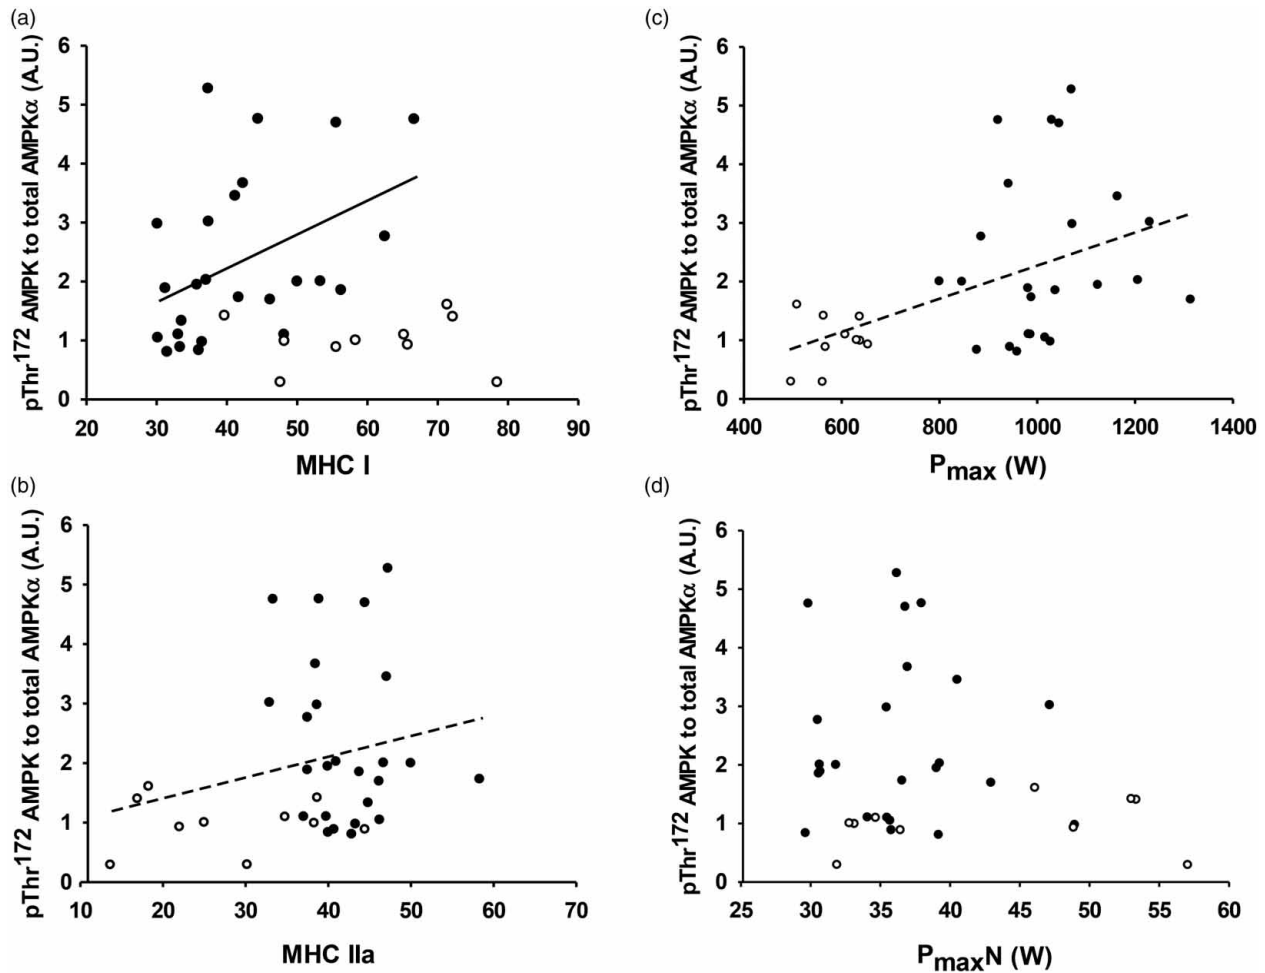 (a)
pThr172 AMPK to total AMPKα (A.U.)
6
5
4
3
2
1
0
20 30 40 50 60 70 80 90
MHC I
(c)
pThr172 AMPK to total AMPKα (A.U.)
6
5
4
3
2
1
0
400 600 800 1000 1200 1400
Pmax (W)
(b)
pThr172 AMPK to total AMPKα (A.U.)
6
5
4
3
2
1
0
10 20 30 40 50 60 70
MHC IIa
(d)
pThr172 AMPK to total AMPKα (A.U.)
6
5
4
3
2
1
0
25 30 35 40 45 50 55 60
PmaxN (W)